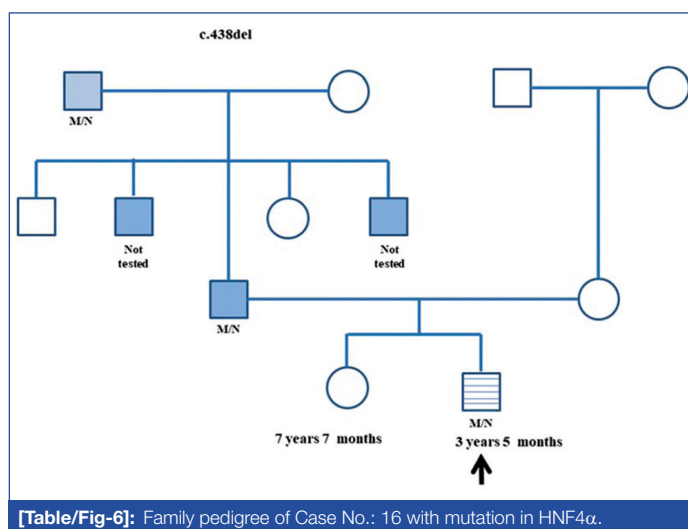 c.438del
M/N
Not
tested
Not
tested
M/N
M/N
7 years 7 months
3 years 5 months
[Table/Fig-6]: Family pedigree of Case No.: 16 with mutation in HNF4α.